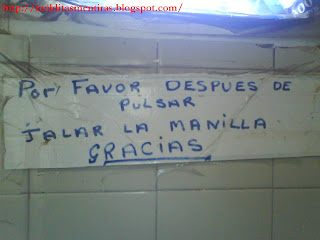 Por FAVOR DESPUES DE
PULSAR
JALAR LA MANILLA
GRACIAS